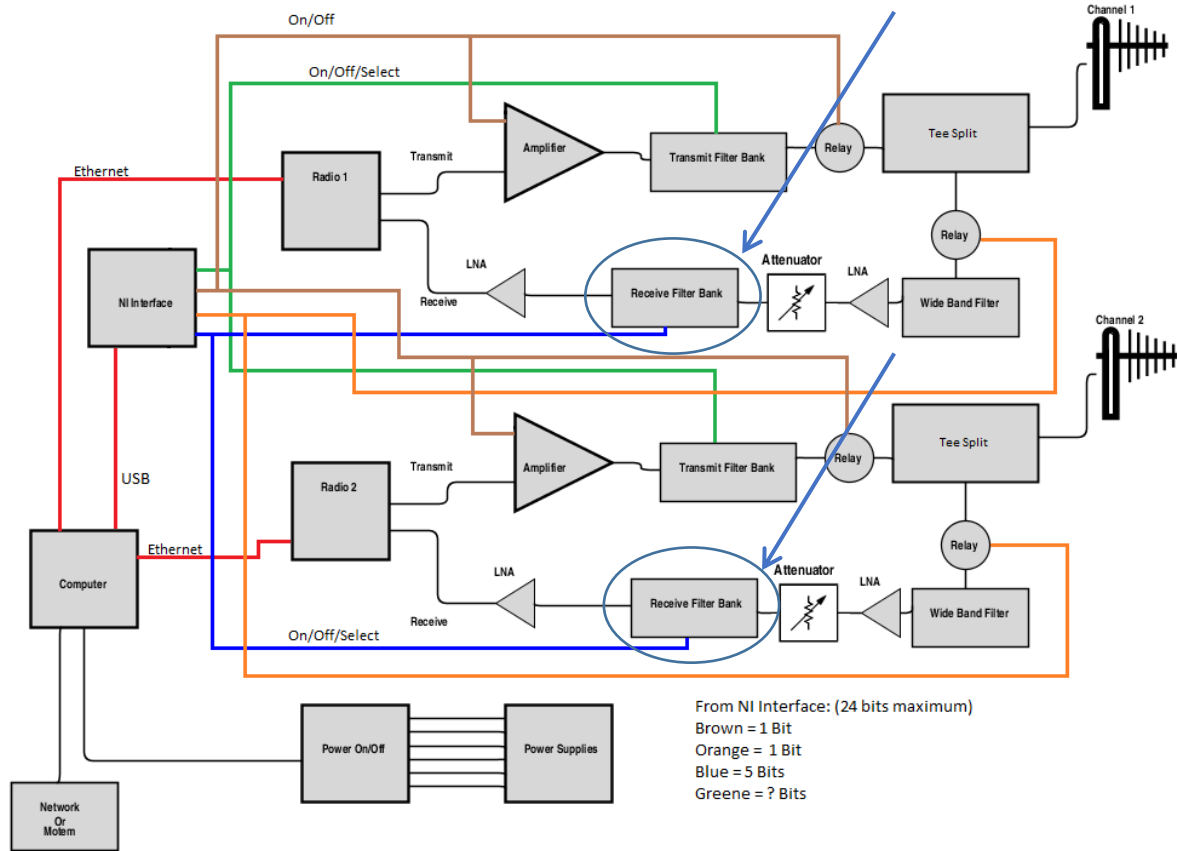 Channel 1
On/Off
On/Off/Select
Tee Split
Amplifier
Transmit Filter Bank
Relay
Transmit
Ethernet
Radio 1
Relay
NI Interface
LNA
Receive
Receive Filter Bank
Attenuator
LNA
Wide Band Filter
Channel 2
Tee Split
Amplifier
Transmit Filter Bank
Relay
Transmit
USB
Radio 2
Relay
Ethernet
Computer
LNA
Receive
Receive Filter Bank
Attenuator
LNA
Wide Band Filter
On/Off/Select
From NI Interface: (24 bits maximum)
Brown = 1 Bit
Orange = 1 Bit
Blue = 5 Bits
Greene = ? Bits
Power On/Off
Power Supplies
Network
Or
Motem